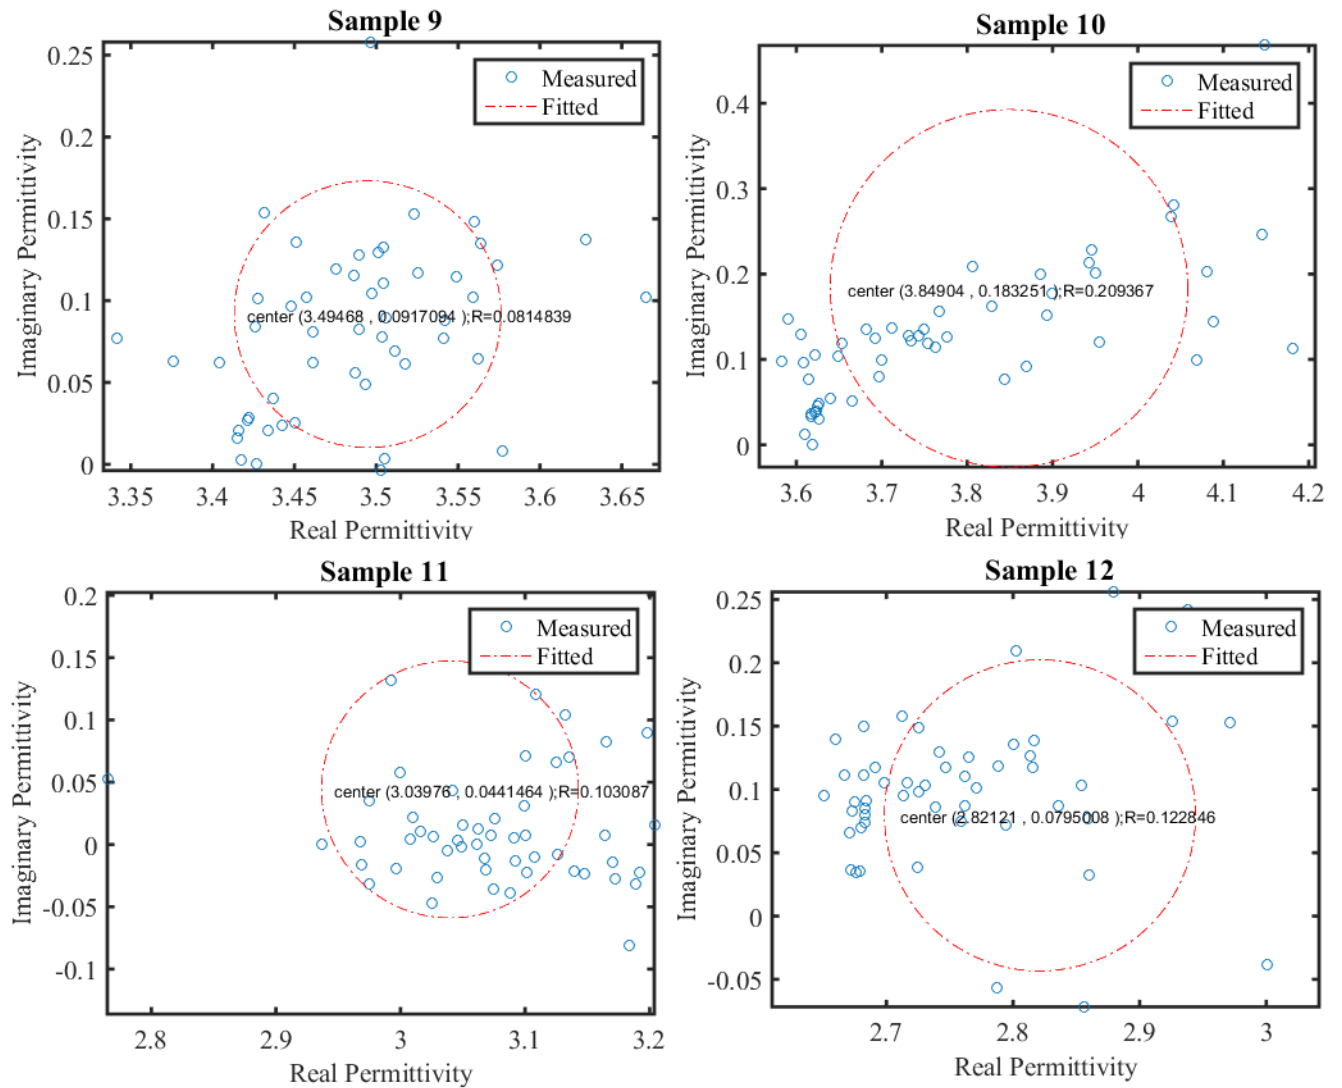 Sample 9
0.25
0.2
0.15
0.1
0.05
0
Imaginary Permittivity
Measured
Fitted
center (3.49468 , 0.0917094 );R=0.0814839
3.35
3.4
3.45
3.5
3.55
3.6
3.65
Real Permittivity
Sample 10
0.4
0.3
0.2
0.1
0
Imaginary Permittivity
Measured
Fitted
center (3.84904 , 0.183251 );R=0.209367
3.6
3.7
3.8
3.9
4
4.1
4.2
Real Permittivity
Sample 11
0.2
0.15
0.1
0.05
0
-0.05
-0.1
Imaginary Permittivity
Measured
Fitted
center (3.03976 , 0.0441464 );R=0.103087
2.8
2.9
3
3.1
3.2
Real Permittivity
Sample 12
0.25
0.2
0.15
0.1
0.05
0
-0.05
Imaginary Permittivity
Measured
Fitted
center (2.82121 , 0.0795008 );R=0.122846
2.7
2.8
2.9
3
Real Permittivity